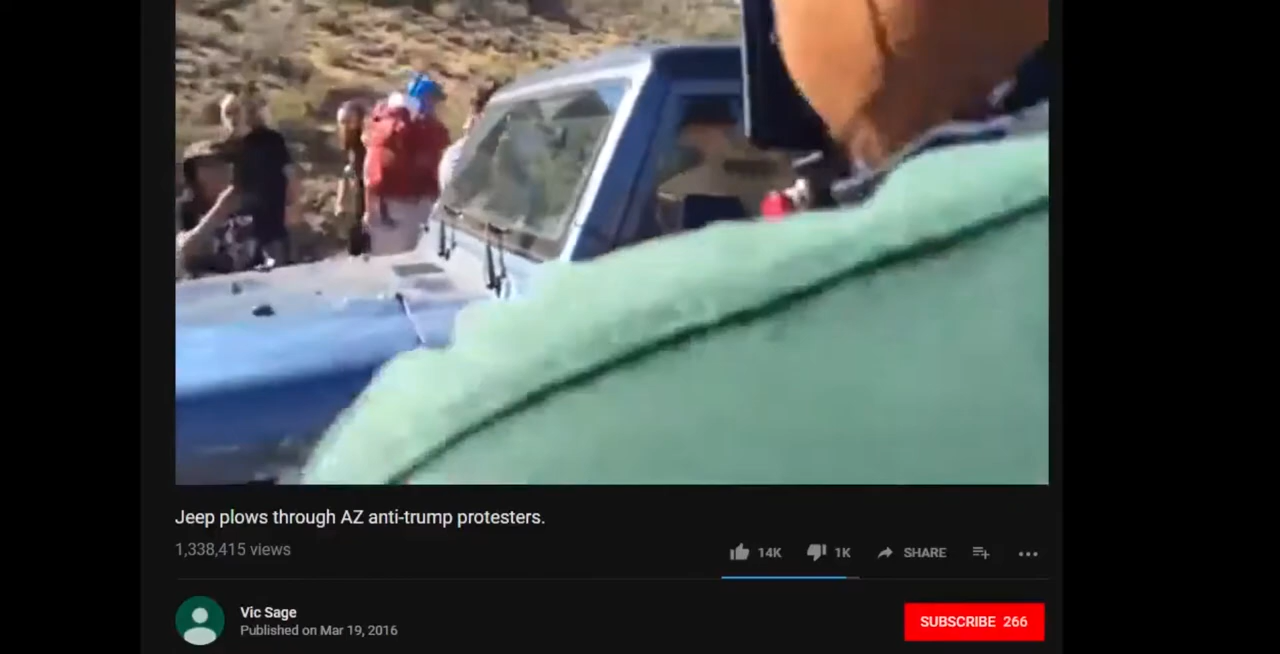 Jeep plows through AZ anti-trump protesters.
1,338,415 views
14K 1K SHARE
Vic Sage
Published on Mar 19, 2016
SUBSCRIBE 266